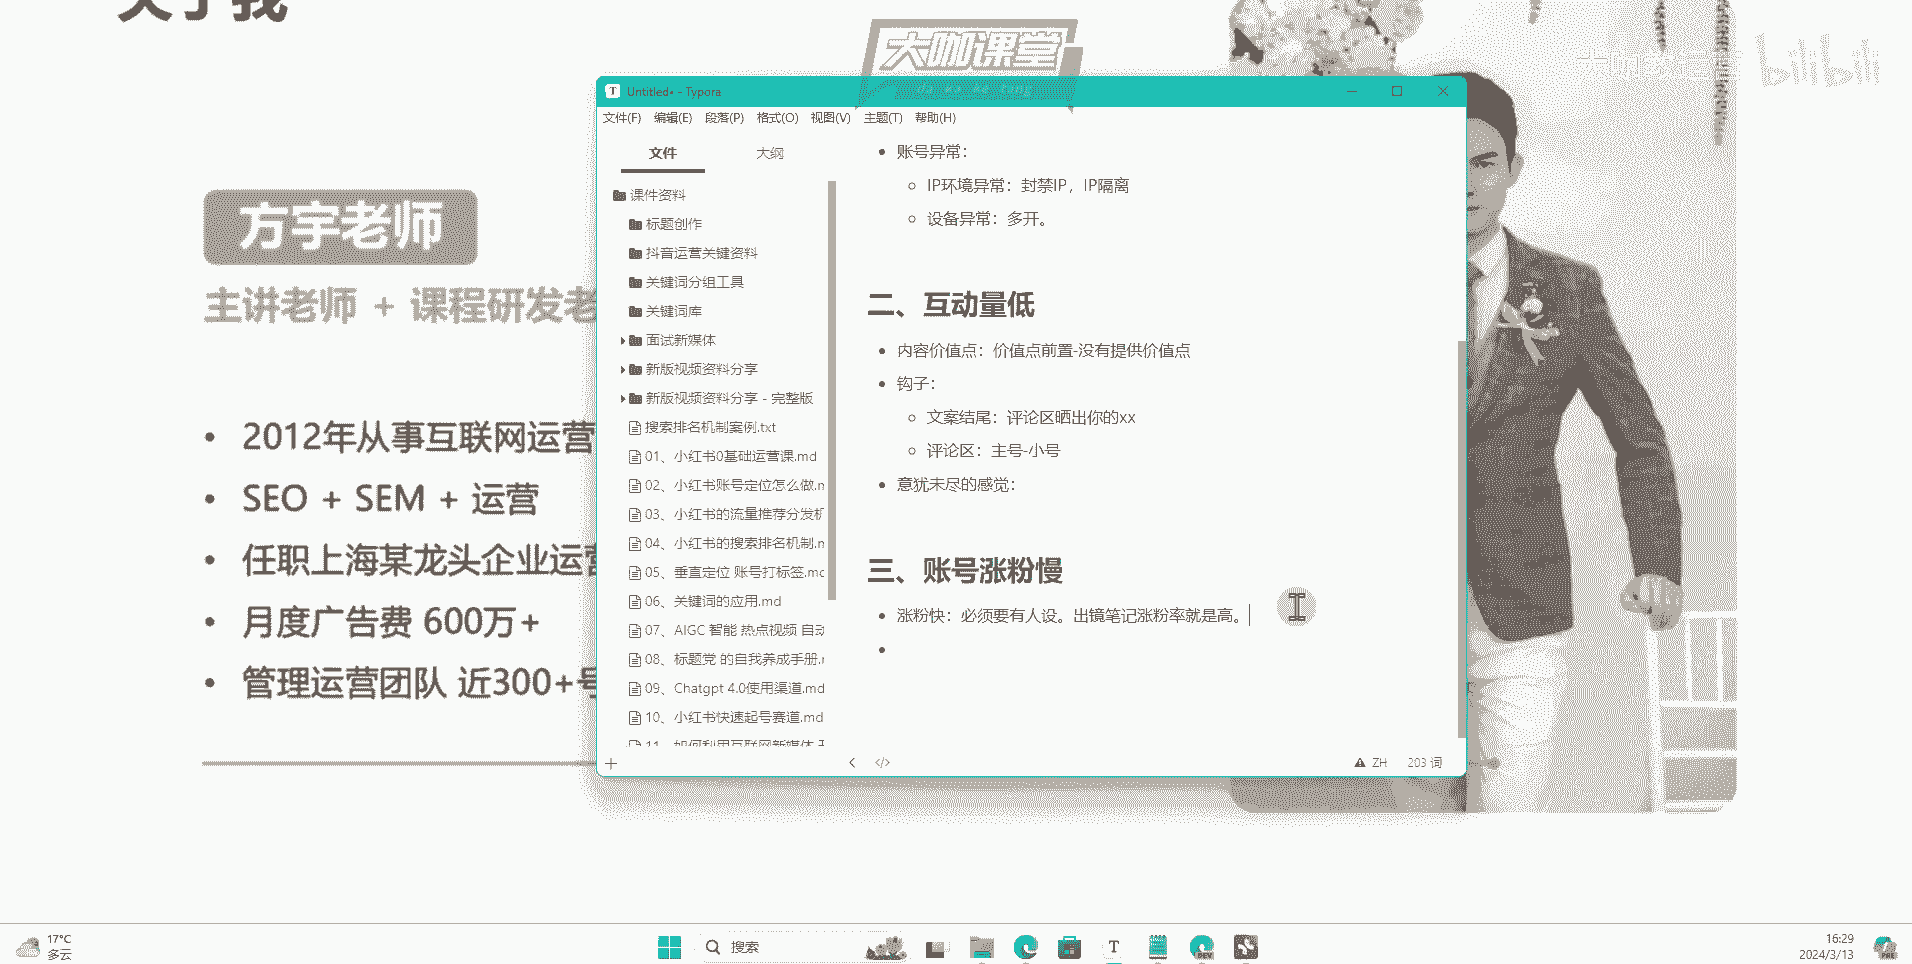 关于我
大咖课堂
bilibili
方宇老师
主讲老师 + 课程研发老
2012年从事互联网运营
SEO + SEM + 运营
任职上海某龙头企业运营
月度广告费 600万+
管理运营团队 近300+号
Untitled• - Typora
文件(F) 编辑(E) 段落(P) 格式(O) 视图(V) 主题(T) 帮助(H)
文件 大纲
课件资料
标题创作
抖音运营关键资料
关键词分组工具
关键词库
面试新媒体
新版视频资料分享
新版视频资料分享 - 完整版
搜索排名机制案例.txt
01、小红书0基础运营课.md
02、小红书账号定位怎么做.m
03、小红书的流量推荐分发机
04、小红书的搜索排名机制.m
05、垂直定位 账号打标签.mc
06、关键词的应用.md
07、AIGC 智能 热点视频 自动
08、标题党 的自我养成手册.r
09、Chatgpt 4.0使用渠道.md
10、小红书快速起号赛道.md
11、如何利用互联网新媒体
账号异常：
IP环境异常：封禁IP，IP隔离
设备异常：多开。
二、互动量低
内容价值点：价值点前置-没有提供价值点
钩子：
文案结尾：评论区晒出你的xx
评论区：主号-小号
意犹未尽的感觉：
三、账号涨粉慢
涨粉快：必须要有人设。出镜笔记涨粉率就是高。
ZH 203 词
17°C
多云
搜索
T
DEV
16:29
2024/3/13
PRE